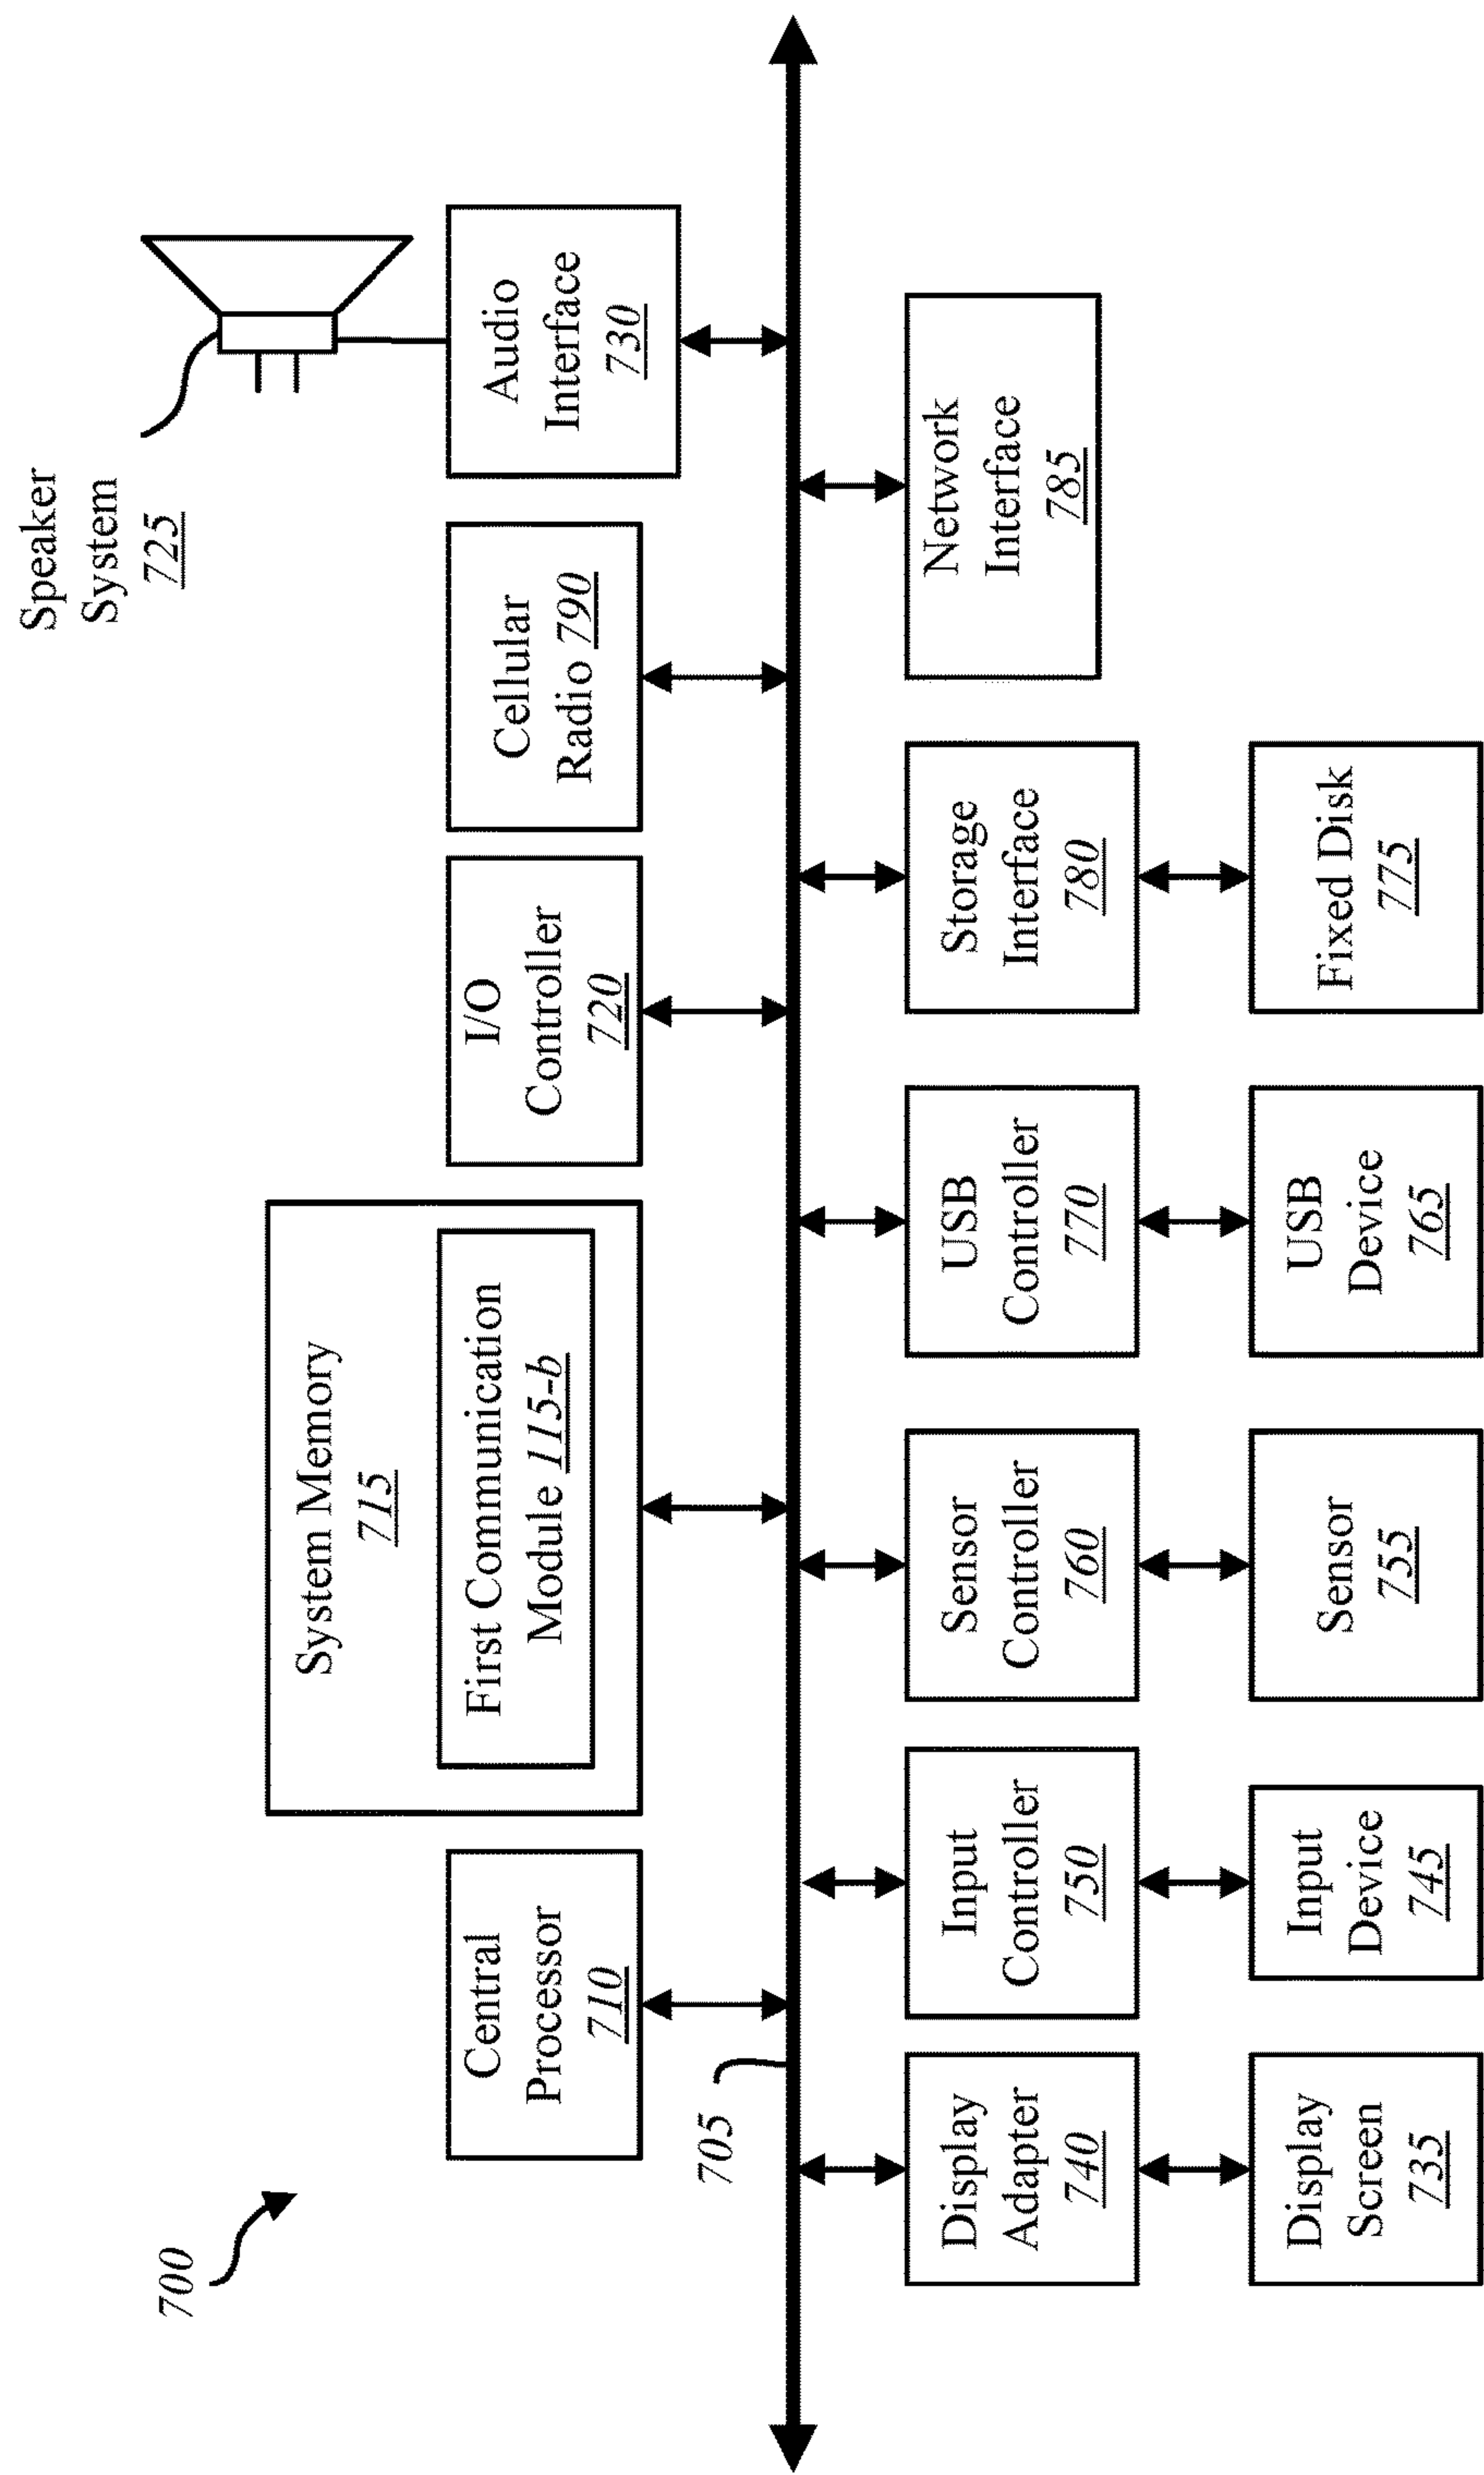 700
Speaker
System
725
System Memory
715
First Communication
Module 115-b
Central
Processor
710
I/O
Controller
720
Cellular
Radio 790
Audio
Interface
730
705
Display
Adapter
740
Input
Controller
750
Sensor
Controller
760
USB
Controller
770
Storage
Interface
780
Network
Interface
785
Display
Screen
735
Input
Device
745
Sensor
755
USB
Device
765
Fixed Disk
775